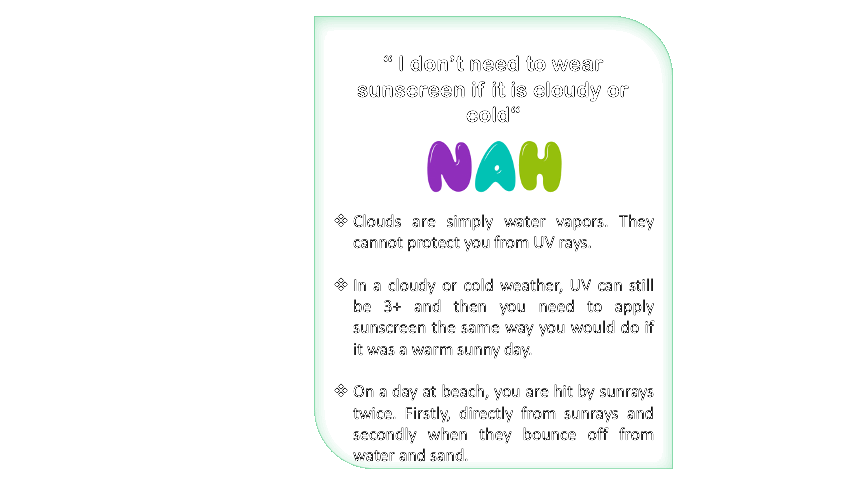 “ I don’t need to wear
sunscreen if it is cloudy or
cold“
NAH
❖ Clouds are simply water vapors. They
cannot protect you from UV rays.
❖ In a cloudy or cold weather, UV can still
be 3+ and then you need to apply
sunscreen the same way you would do if
it was a warm sunny day.
❖ On a day at beach, you are hit by sunrays
twice. Firstly, directly from sunrays and
secondly when they bounce off from
water and sand.